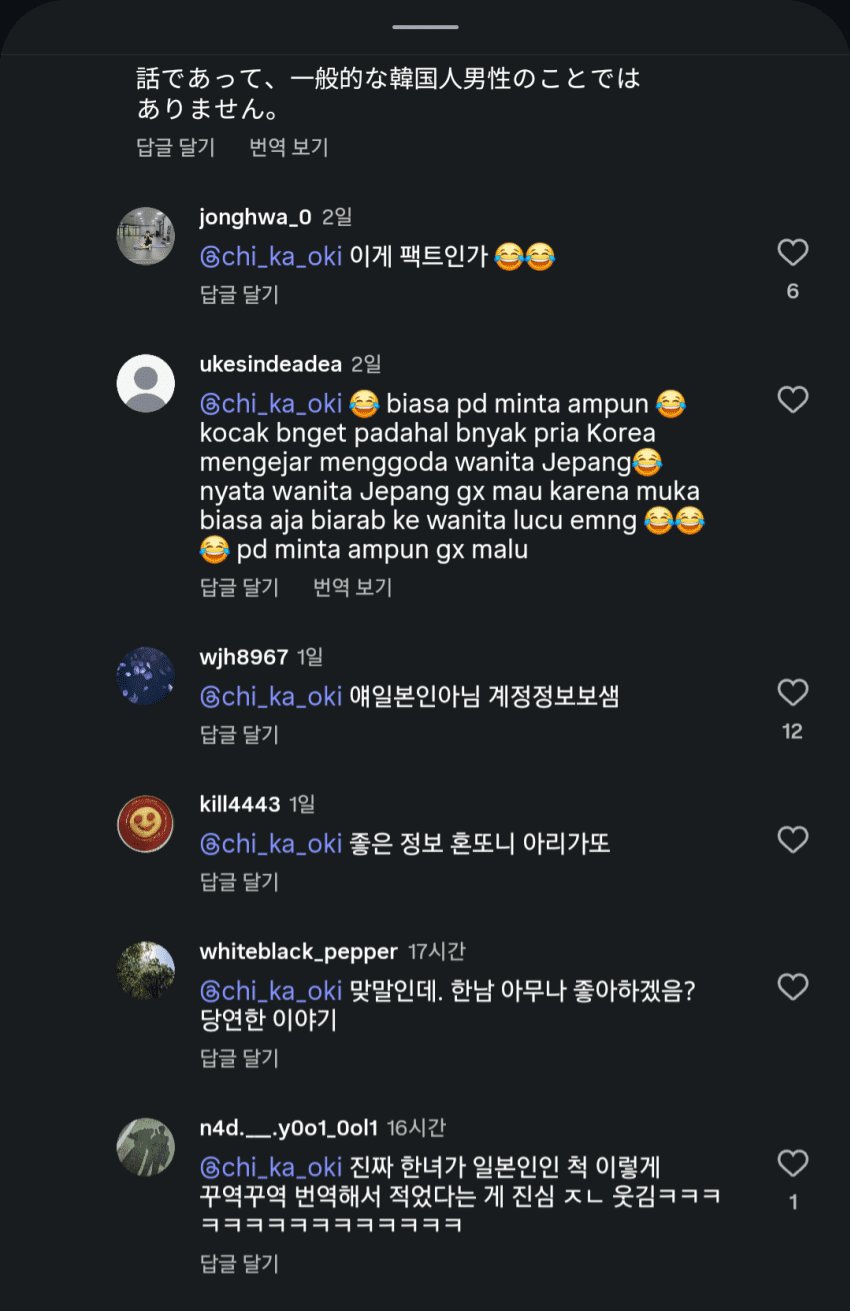 話であって、一般的な韓国人男性のことでは
ありません。
답글 달기 번역 보기
jonghwa_0 2일
@chi_ka_oki 이게 팩트인가 😂😂
6
답글 달기
ukesindeadea 2일
@chi_ka_oki 😂 biasa pd minta ampun 😂
kocak bnget padahal bnyak pria Korea
mengejar menggoda wanita Jepang😂
nyata wanita Jepang gx mau karena muka
biasa aja biarab ke wanita lucu emng 😂😂
😂 pd minta ampun gx malu
답글 달기 번역 보기
wjh8967 1일
@chi_ka_oki 얘일본인아님 계정정보보샘
12
답글 달기
kill4443 1일
@chi_ka_oki 좋은 정보 혼또니 아리가또
답글 달기
whiteblack_pepper 17시간
@chi_ka_oki 맞말인데. 한남 아무나 좋아하겠음?
당연한 이야기
답글 달기
n4d.__.y0o1_0ol1 16시간
@chi_ka_oki 진짜 한녀가 일본인인 척 이렇게
꾸역꾸역 번역해서 적었다는 게 진심 ㅈㄴ 웃김ㅋㅋㅋ
ㅋㅋㅋㅋㅋㅋㅋㅋㅋㅋㅋㅋ
1
답글 달기